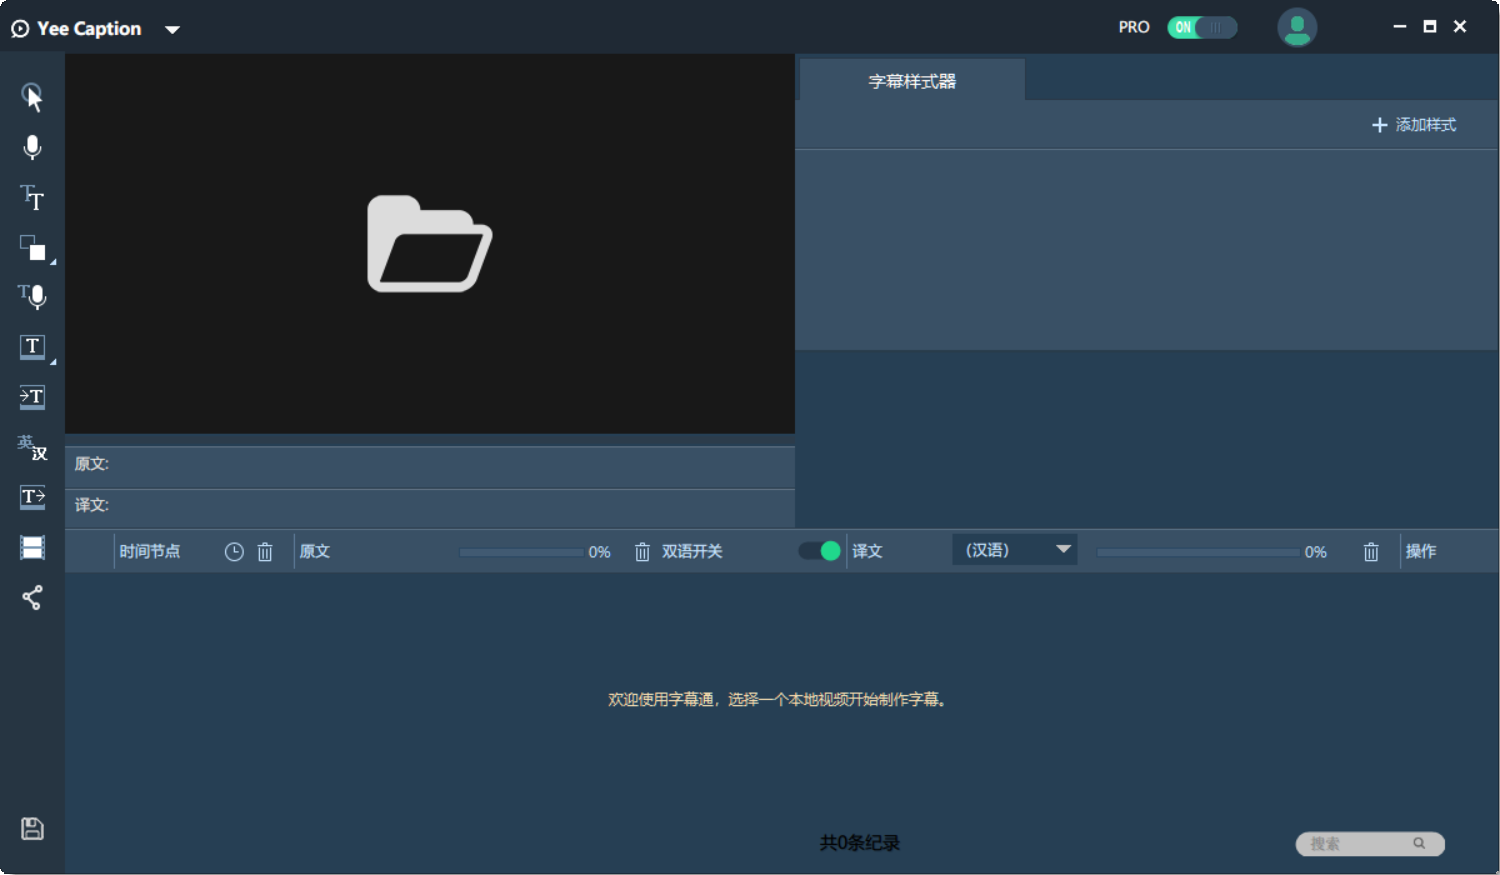 Yee Caption
PRO
ON
字幕样式器
添加样式
T
T
T
T
T
英
汉
T
原文:
译文:
时间节点
原文
0%
双语开关
译文
(汉语)
0%
操作
欢迎使用字幕通，选择一个本地视频开始制作字幕。
共0条纪录
搜索